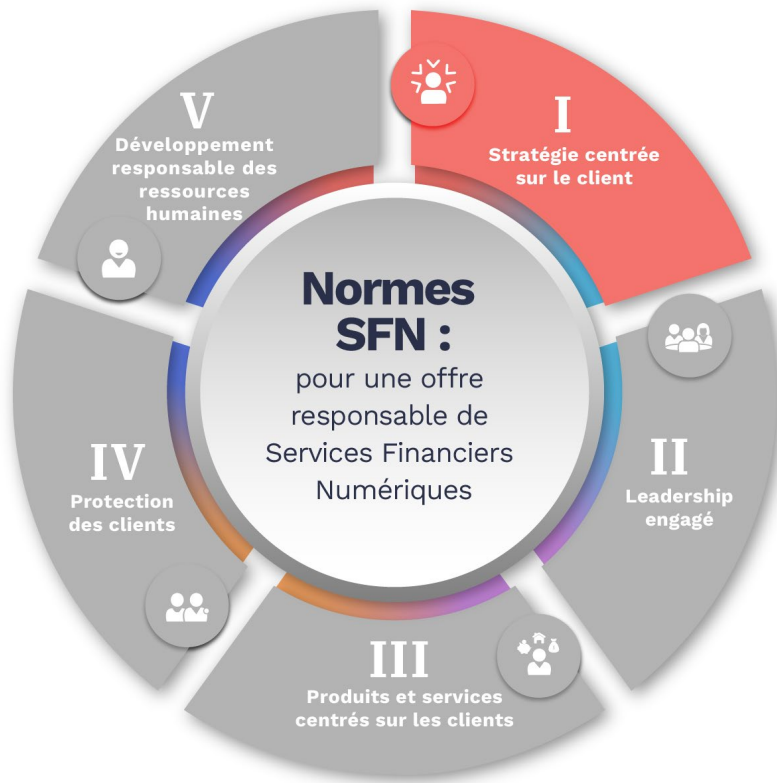 Normes
SFN :
pour une offre
responsable de
Services Financiers
Numériques
I
Stratégie centrée
sur le client
II
Leadership
engagé
III
Produits et services
centrés sur les clients
IV
Protection
des clients
V
Développement
responsable des
ressources
humaines